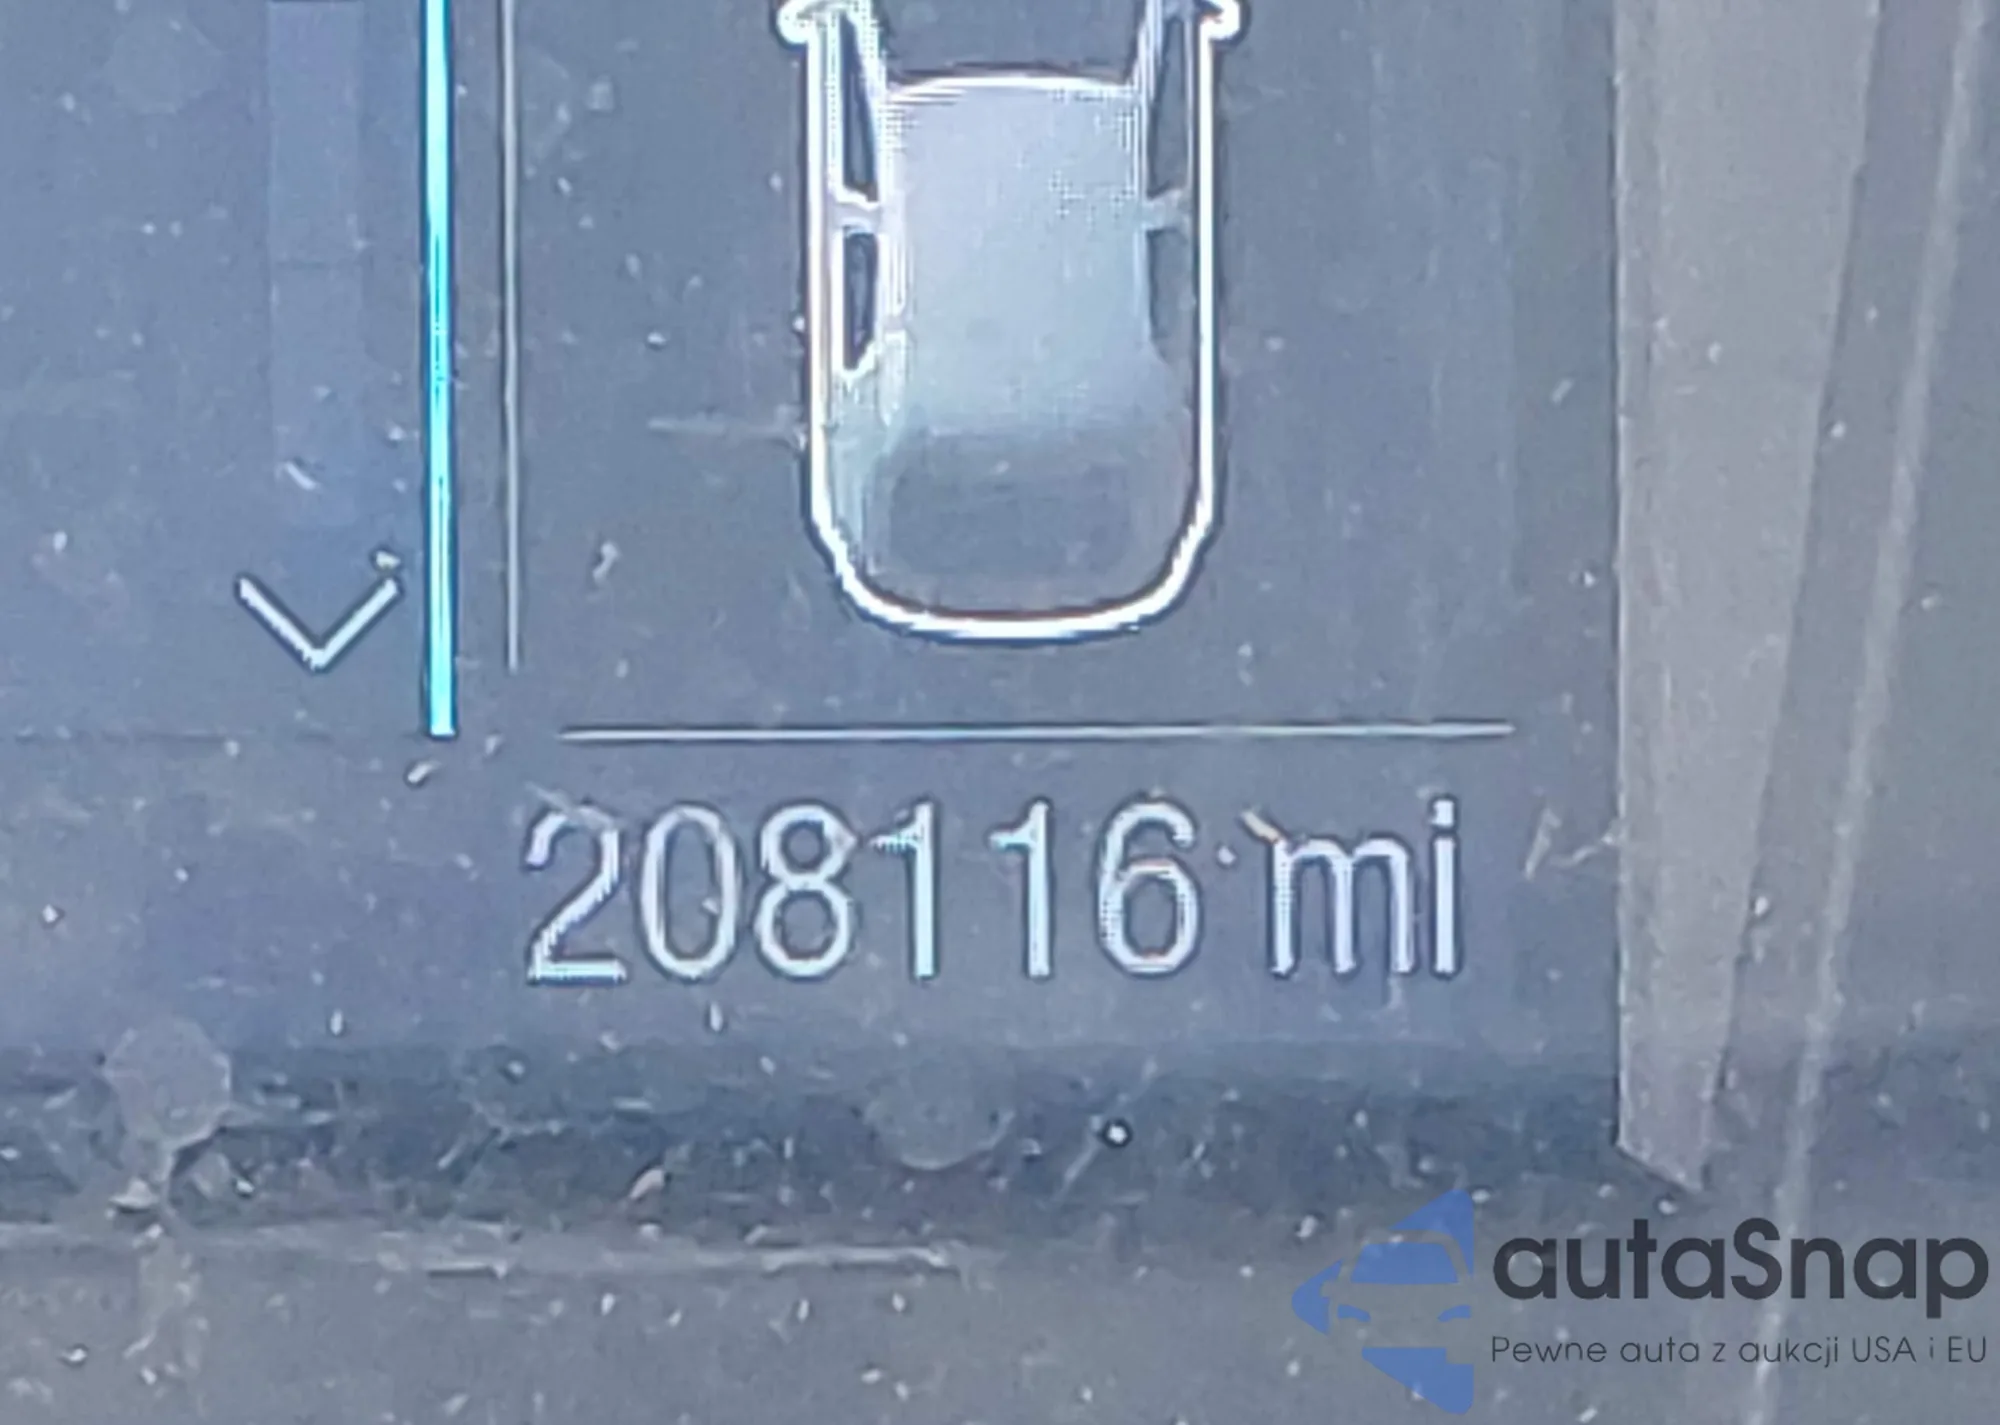 208116 mi
autaSnap
Pewne auta z aukcji USA i EU